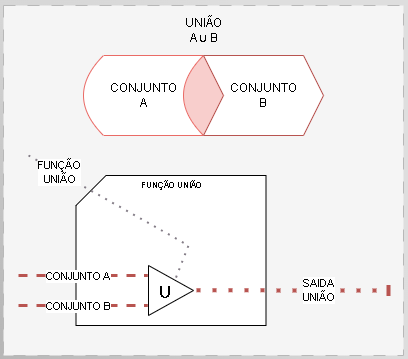 UNIÃO
A ∪ B
CONJUNTO
A
CONJUNTO
B
FUNÇÃO
UNIÃO
FUNÇÃO UNIÃO
CONJUNTO A
CONJUNTO B
U
SAIDA
UNIÃO